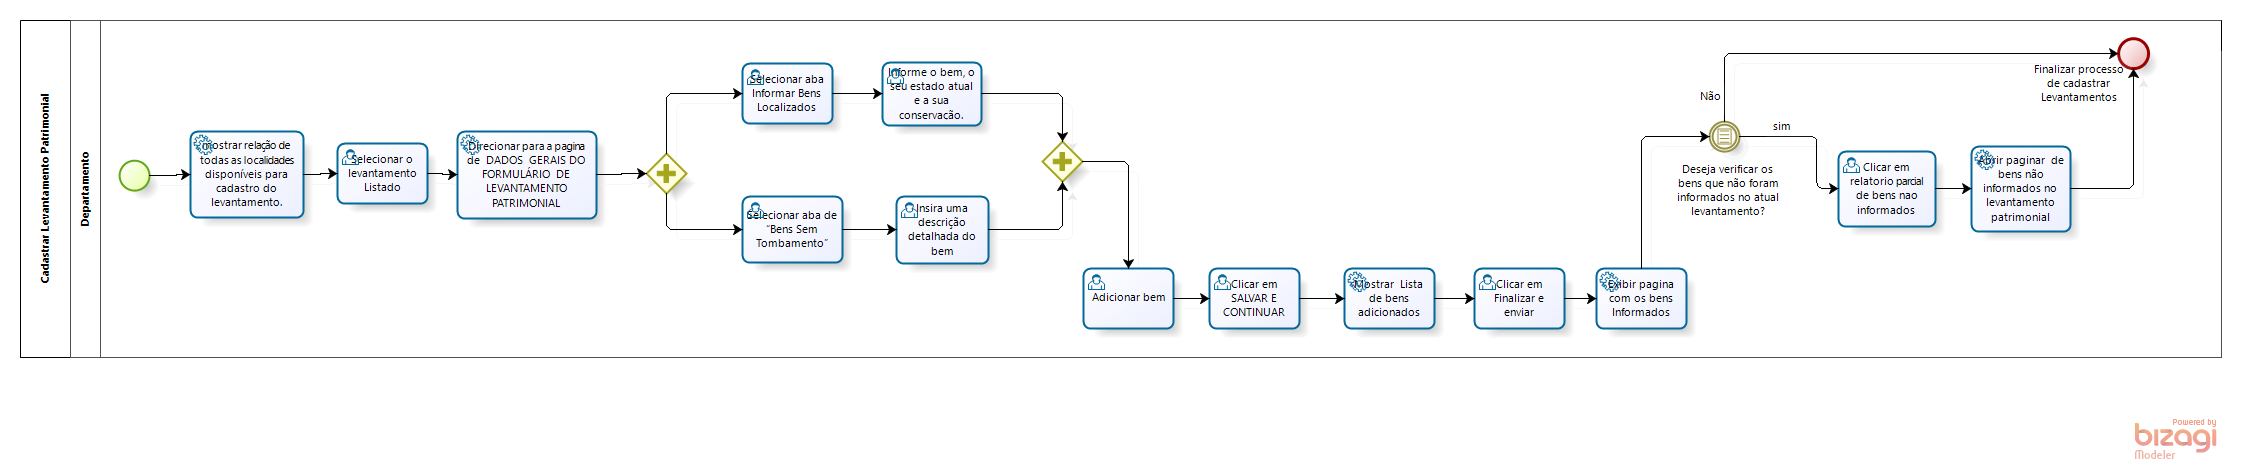 Cadastrar Levantamento Patrimonial
Departamento
mostrar relação de
todas as localidades
disponíveis para
cadastro do
levantamento.
Selecionar o
levantamento
Listado
Direcionar para a pagina
de DADOS GERAIS DO
FORMULÁRIO DE
LEVANTAMENTO
PATRIMONIAL
Selecionar aba
Informar Bens
Localizados
Informe o bem, o
seu estado atual
e a sua
conservacão.
Selecionar aba de
"Bens Sem
Tombamento"
Insira uma
descrição
detalhada do
bem
Adicionar bem
Clicar em
SALVAR E
CONTINUAR
Mostrar Lista
de bens
adicionados
Clicar em
Finalizar e
enviar
Exibir pagina
com os bens
Informados
Não
sim
Deseja verificar os
bens que não foram
informados no atual
levantamento?
Clicar em
relatorio parcial
de bens nao
informados
Abrir paginar de
bens não
informados no
levantamento
patrimonial
Finalizar processo
de cadastrar
Levantamentos
Powered by
bizagi
Modeler